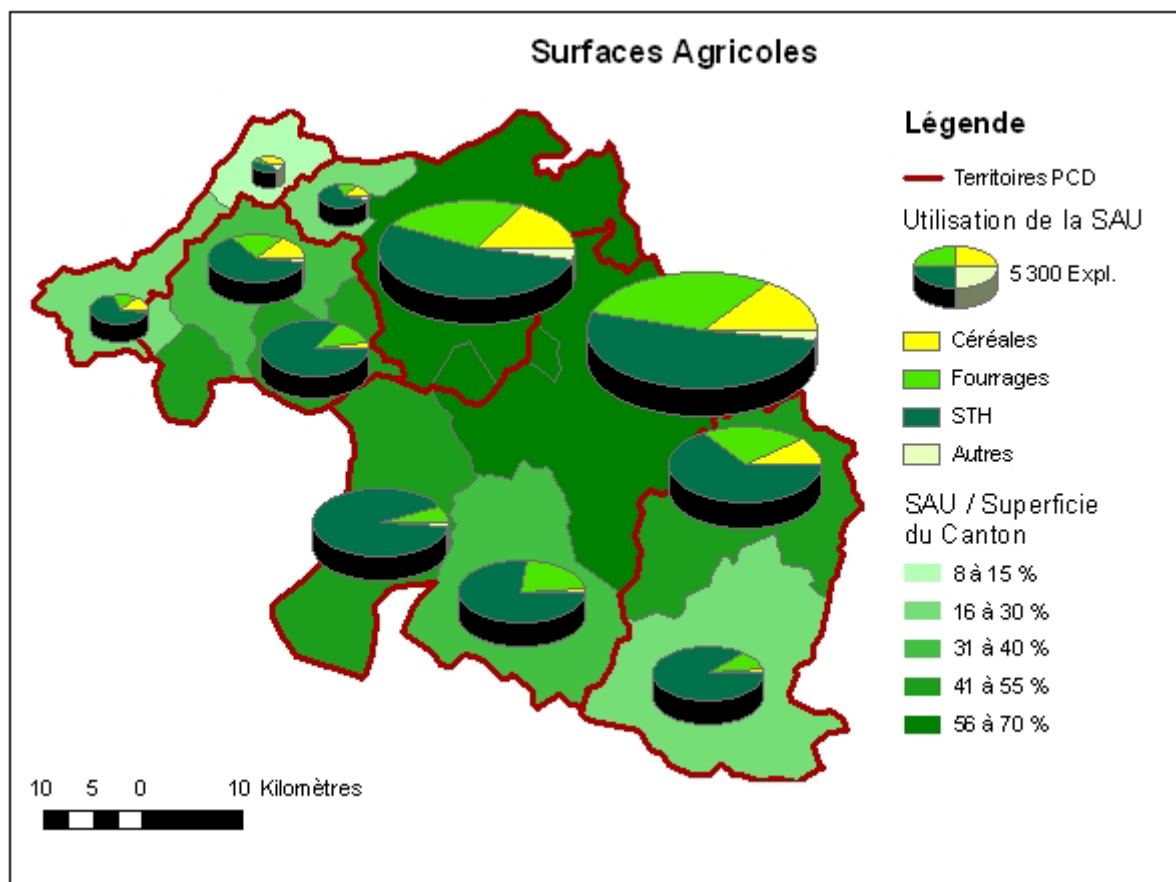 Surfaces Agricoles
Légende
Territoires PCD
Utilisation de la SAU
5 300 Expl.
Céréales
Fourrages
STH
Autres
SAU / Superficie
du Canton
8 à 15 %
16 à 30 %
31 à 40 %
41 à 55 %
56 à 70 %
10 5 0 10 Kilomètres